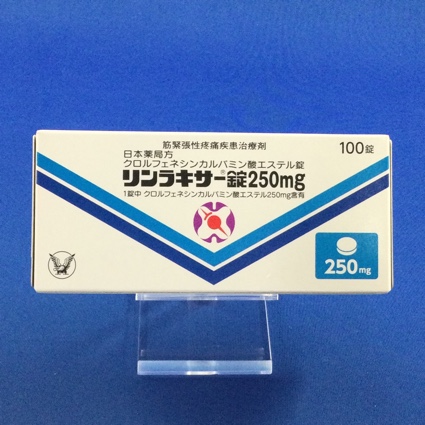 筋緊張性疼痛疾患治療剤
日本薬局方
クロルフェネシンカルバミン酸エステル錠
リンラキサー®錠250mg
1錠中 クロルフェネシンカルバミン酸エステル250mg含有
100錠
250mg